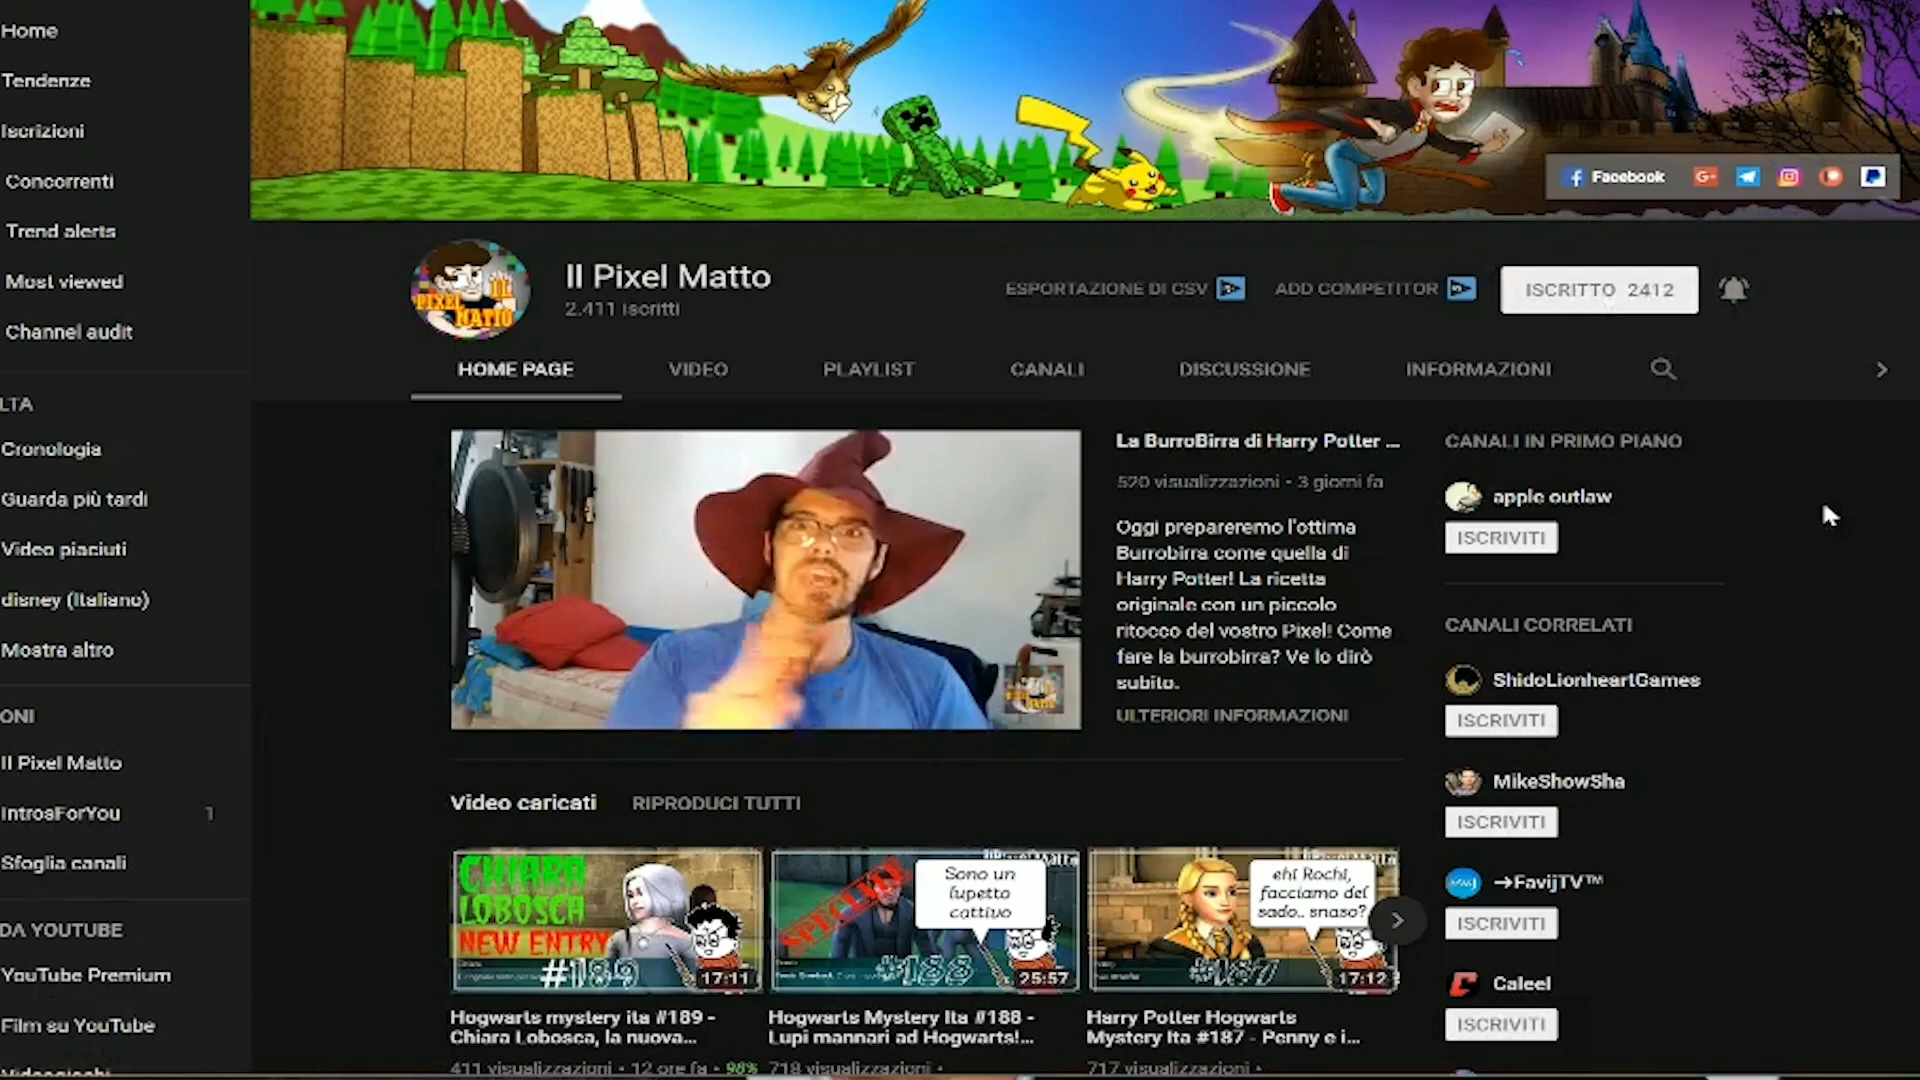 Home
Tendenze
Iscrizioni
Concorrenti
Trend alerts
Most viewed
Channel audit
LTA
Cronologia
Guarda più tardi
Video piaciuti
disney (Italiano)
Mostra altro
ONI
Il Pixel Matto
IntrosForYou 1
Sfoglia canali
DA YOUTUBE
YouTube Premium
Film su YouTube
Facebook
G+
PIXEL IL MATTO
Il Pixel Matto
2.411 iscritti
ESPORTAZIONE DI CSV
ADD COMPETITOR
ISCRITTO 2412
HOME PAGE VIDEO PLAYLIST CANALI DISCUSSIONE INFORMAZIONI
La BurroBirra di Harry Potter ...
520 visualizzazioni • 3 giorni fa
Oggi prepareremo l'ottima
Burrobirra come quella di
Harry Potter! La ricetta
originale con un piccolo
ritocco del vostro Pixel! Come
fare la burrobirra? Ve lo dirò
subito.
ULTERIORI INFORMAZIONI
Video caricati RIPRODUCI TUTTI
CHIARA
LOBOSCA
NEW ENTRY
#189
17:11
Hogwarts mystery ita #189 -
Chiara Lobosca, la nuova...
411 visualizzazioni • 12 ore fa • 98%
SPECIALE
Sono un
lupetto
cattivo
#188
25:57
Hogwarts Mystery Ita #188 -
Lupi mannari ad Hogwarts!...
718 visualizzazioni •
ehi Rochi,
facciamo del
sado.. snaso?
#187
17:12
Harry Potter Hogwarts
Mystery Ita #187 - Penny e i...
717 visualizzazioni •
CANALI IN PRIMO PIANO
apple outlaw
ISCRIVITI
CANALI CORRELATI
ShidoLionheartGames
ISCRIVITI
MikeShowSha
ISCRIVITI
→FavijTV™
ISCRIVITI
Caleel
ISCRIVITI